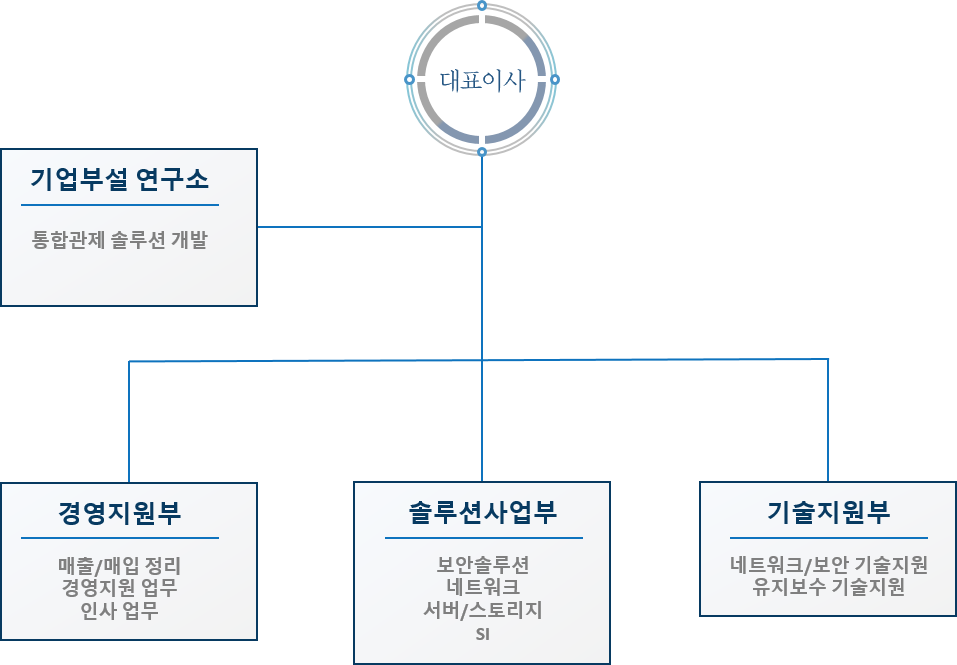 대표이사
기업부설 연구소
통합관제 솔루션 개발
경영지원부
매출/매입 정리
경영지원 업무
인사 업무
솔루션사업부
보안솔루션
네트워크
서버/스토리지
SI
기술지원부
네트워크/보안 기술지원
유지보수 기술지원